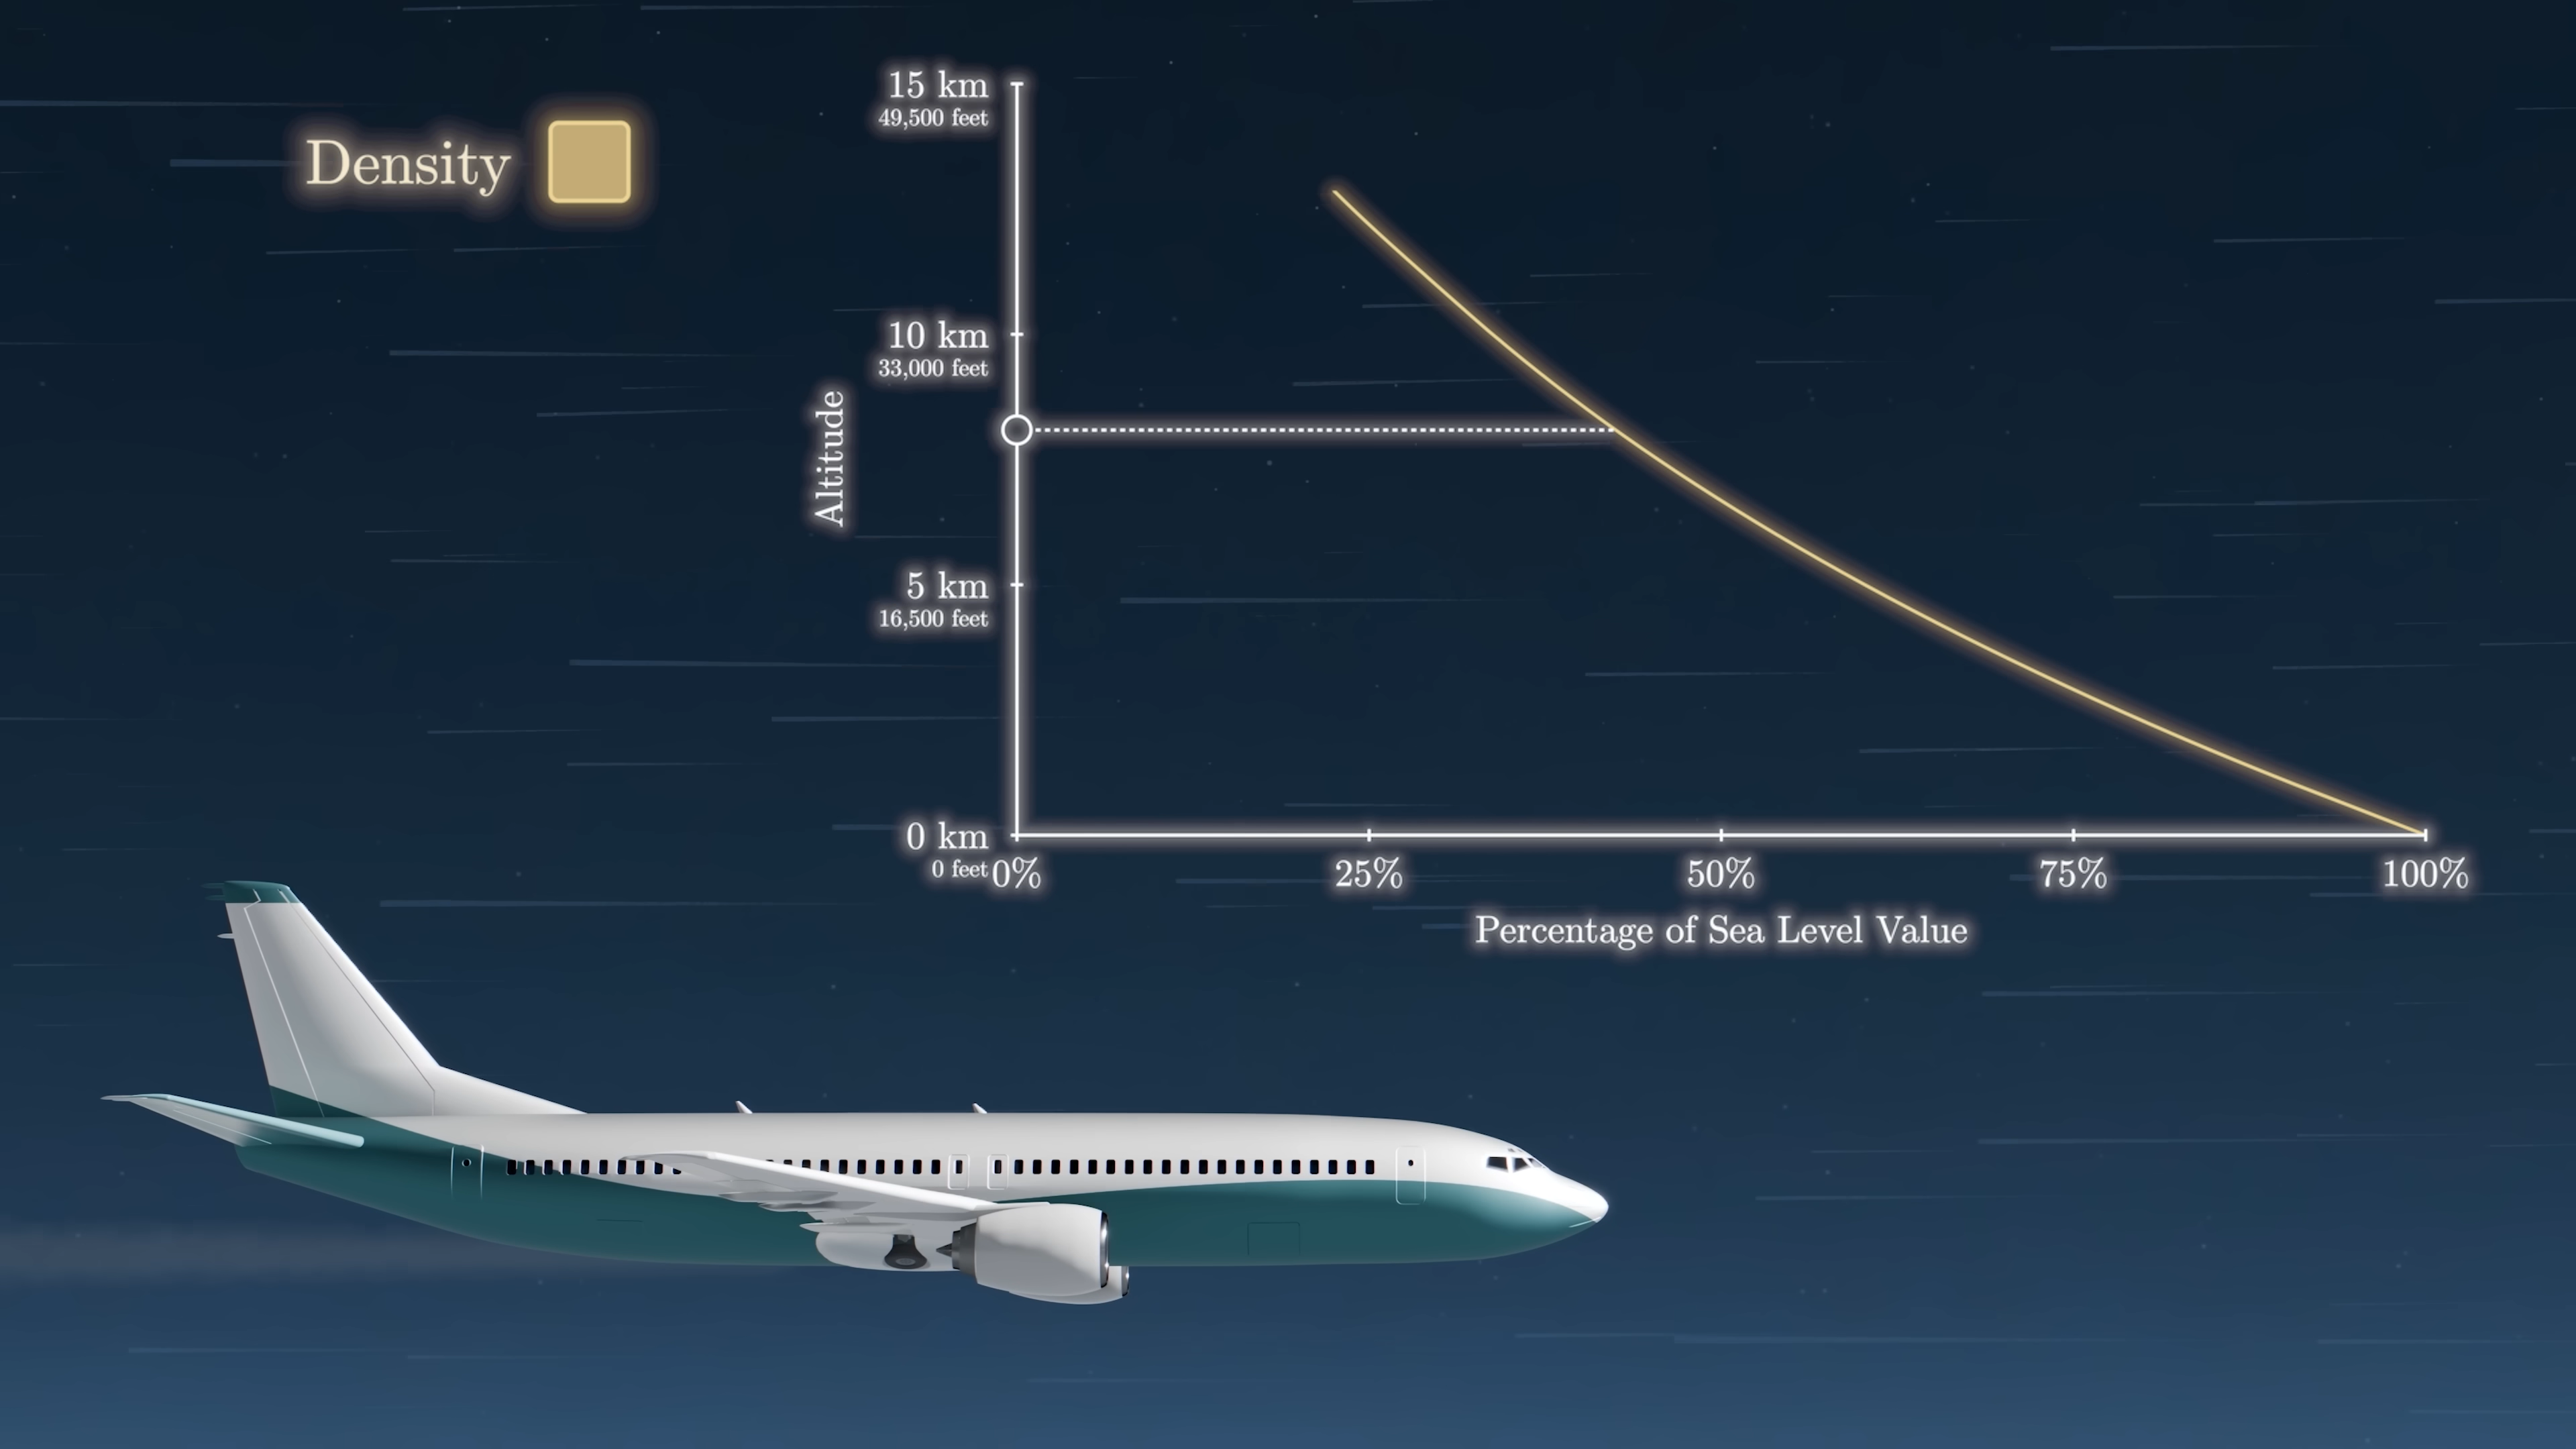 Density
15 km
49,500 feet
10 km
33,000 feet
Altitude
5 km
16,500 feet
0 km
0 feet
0%
25%
50%
75%
100%
Percentage of Sea Level Value